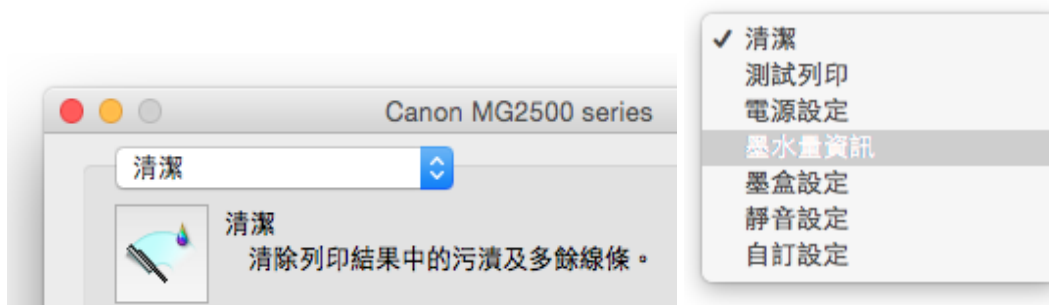 Canon MG2500 series
清潔
清潔
清除列印結果中的污漬及多餘線條。
清潔
測試列印
電源設定
墨水量資訊
墨盒設定
靜音設定
自訂設定